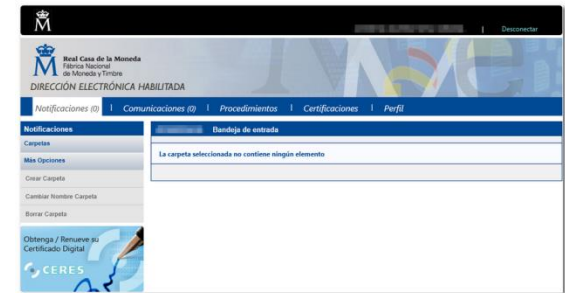 Desconectar
Real Casa de la Moneda
Fábrica Nacional
de Moneda y Timbre
DIRECCIÓN ELECTRÓNICA HABILITADA
Notificaciones (0) | Comunicaciones (0) | Procedimientos | Certificaciones | Perfil
Notificaciones
Bandeja de entrada
Carpetas
La carpeta seleccionada no contiene ningún elemento
Más Opciones
Crear Carpeta
Cambiar Nombre Carpeta
Borrar Carpeta
Obtenga / Renueve su
Certificado Digital
CERES